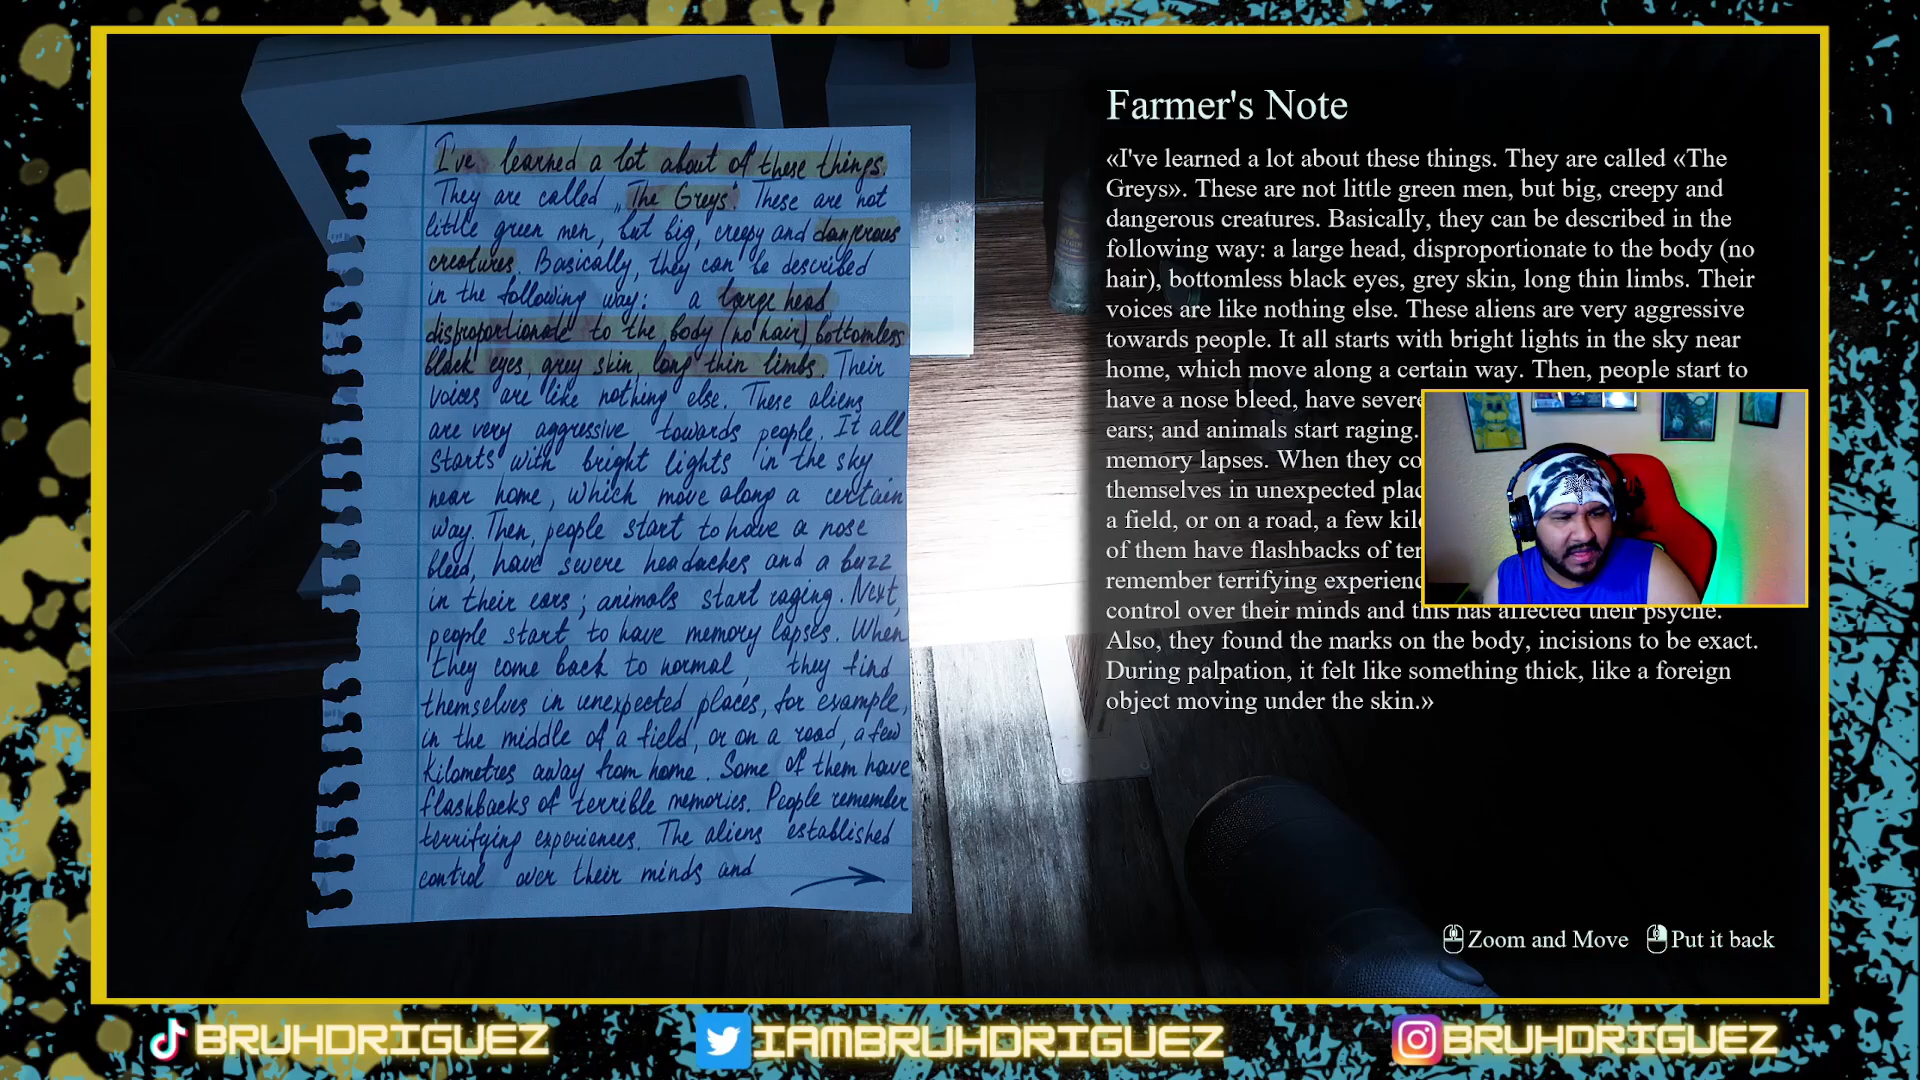 I've learned a lot about of these things.
They are called „The Greys". These are not
little green men, but big, creepy and dangerous
creatures. Basically, they can be described
in the following way: a large head
disproportionate to the body (no hair), bottomless
black eyes, grey skin, long thin limbs. Their
voices are like nothing else. These aliens
are very aggressive towards people. It all
starts with bright lights in the sky
near home, which move along a certain
way. Then, people start to have a nose
bleed, have severe headaches and a buzz
in their ears; animals start raging. Next,
people start to have memory lapses. When
they come back to normal, they find
themselves in unexpected places, for example,
in the middle of a field, or on a road, a few
kilometres away from home. Some of them have
flashbacks of terrible memories. People remember
terrifying experiences. The aliens established
control over their minds and
Farmer's Note
«I've learned a lot about these things. They are called «The
Greys». These are not little green men, but big, creepy and
dangerous creatures. Basically, they can be described in the
following way: a large head, disproportionate to the body (no
hair), bottomless black eyes, grey skin, long thin limbs. Their
voices are like nothing else. These aliens are very aggressive
towards people. It all starts with bright lights in the sky near
home, which move along a certain way. Then, people start to
have a nose bleed, have severe
ears; and animals start raging.
memory lapses. When they co
themselves in unexpected plac
a field, or on a road, a few kil
of them have flashbacks of ter
remember terrifying experienc
control over their minds and this has affected their psyche.
Also, they found the marks on the body, incisions to be exact.
During palpation, it felt like something thick, like a foreign
object moving under the skin.»
Zoom and Move Put it back
BRUHDRIGUEZ IAMBRUHDRIGUEZ BRUHDRIGUEZ